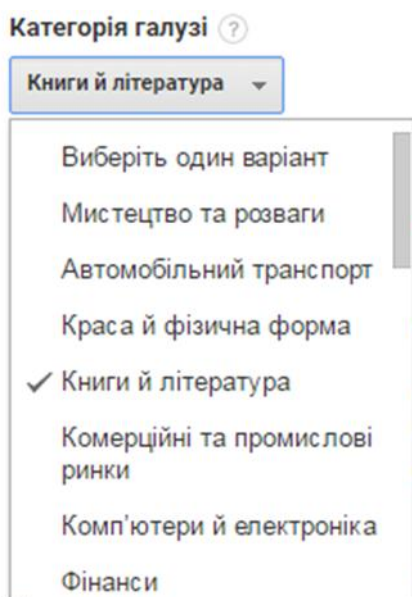 Категорія галузі ?
Книги й література
Виберіть один варіант
Мистецтво та розваги
Автомобільний транспорт
Краса й фізична форма
Книги й література
Комерційні та промислові
ринки
Комп'ютери й електроніка
Фінанси